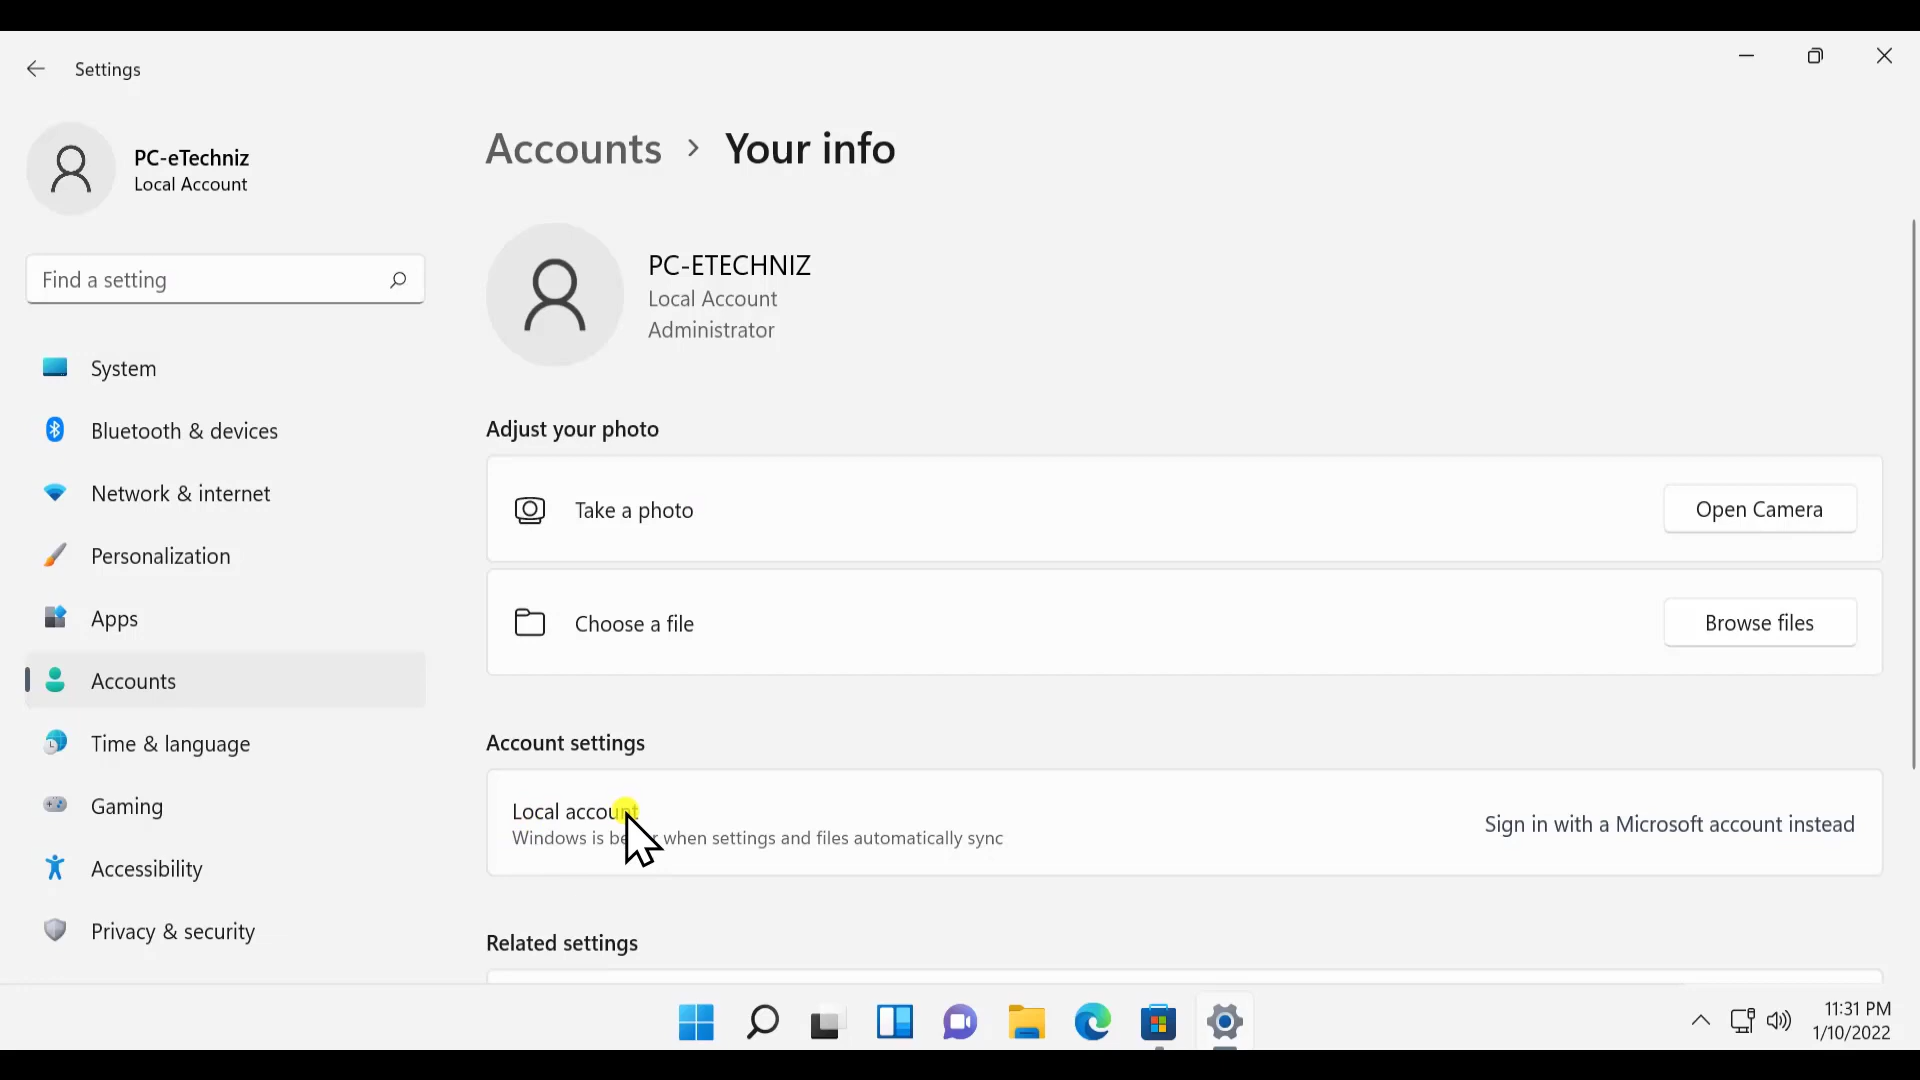 Settings
PC-eTechniz
Local Account
Find a setting
System
Bluetooth & devices
Network & internet
Personalization
Apps
Accounts
Time & language
Gaming
Accessibility
Privacy & security
Accounts > Your info
PC-ETECHNIZ
Local Account
Administrator
Adjust your photo
Take a photo
Open Camera
Choose a file
Browse files
Account settings
Local account
Windows is when settings and files automatically sync
Sign in with a Microsoft account instead
Related settings
11:31 PM
1/10/2022